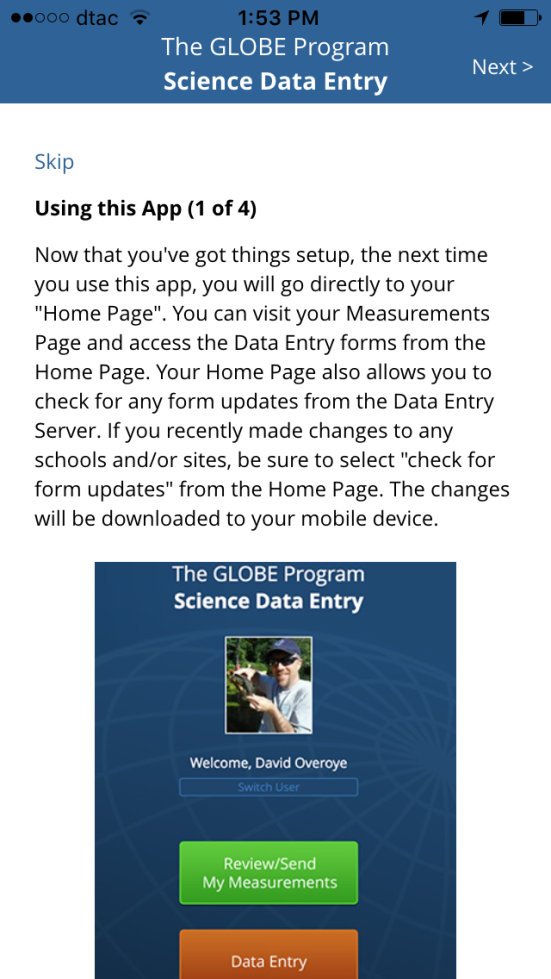 dtac 1:53 PM
The GLOBE Program
Science Data Entry
Next >
Skip
Using this App (1 of 4)
Now that you've got things setup, the next time
you use this app, you will go directly to your
"Home Page". You can visit your Measurements
Page and access the Data Entry forms from the
Home Page. Your Home Page also allows you to
check for any form updates from the Data Entry
Server. If you recently made changes to any
schools and/or sites, be sure to select "check for
form updates" from the Home Page. The changes
will be downloaded to your mobile device.
The GLOBE Program
Science Data Entry
Welcome, David Overoye
Switch User
Review/Send
My Measurements
Data Entry